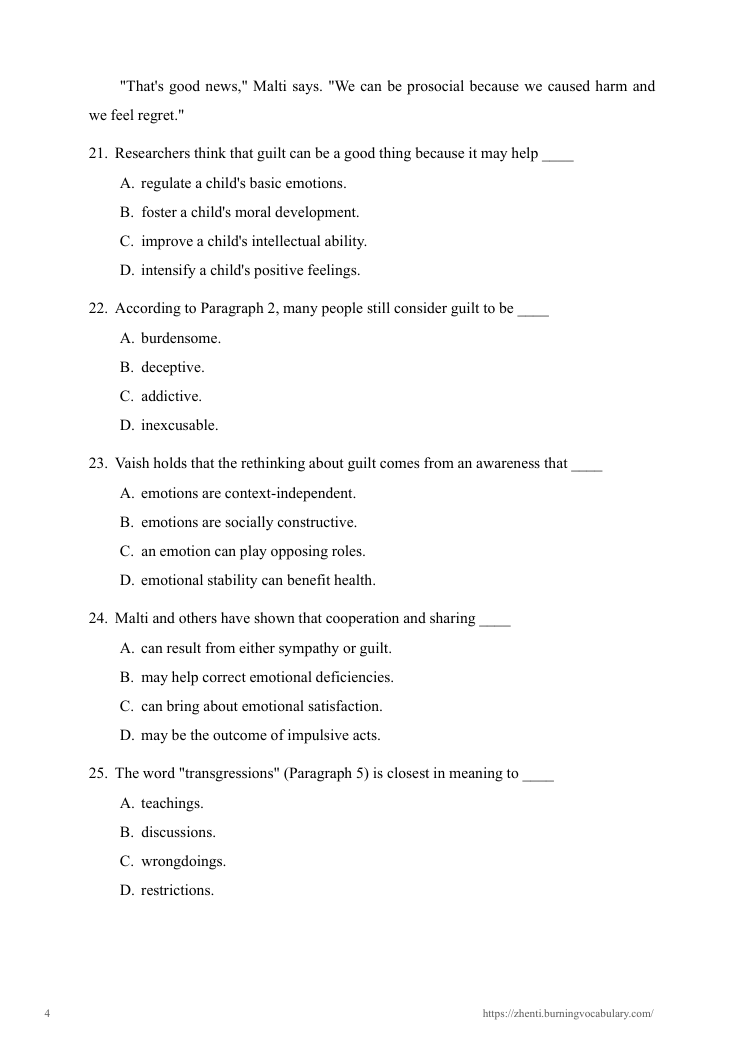 "That's good news," Malti says. "We can be prosocial because we caused harm and
we feel regret."
21. Researchers think that guilt can be a good thing because it may help ____
A. regulate a child's basic emotions.
B. foster a child's moral development.
C. improve a child's intellectual ability.
D. intensify a child's positive feelings.
22. According to Paragraph 2, many people still consider guilt to be ____
A. burdensome.
B. deceptive.
C. addictive.
D. inexcusable.
23. Vaish holds that the rethinking about guilt comes from an awareness that ____
A. emotions are context-independent.
B. emotions are socially constructive.
C. an emotion can play opposing roles.
D. emotional stability can benefit health.
24. Malti and others have shown that cooperation and sharing ____
A. can result from either sympathy or guilt.
B. may help correct emotional deficiencies.
C. can bring about emotional satisfaction.
D. may be the outcome of impulsive acts.
25. The word "transgressions" (Paragraph 5) is closest in meaning to ____
A. teachings.
B. discussions.
C. wrongdoings.
D. restrictions.
4 https://zhenti.burningvocabulary.com/